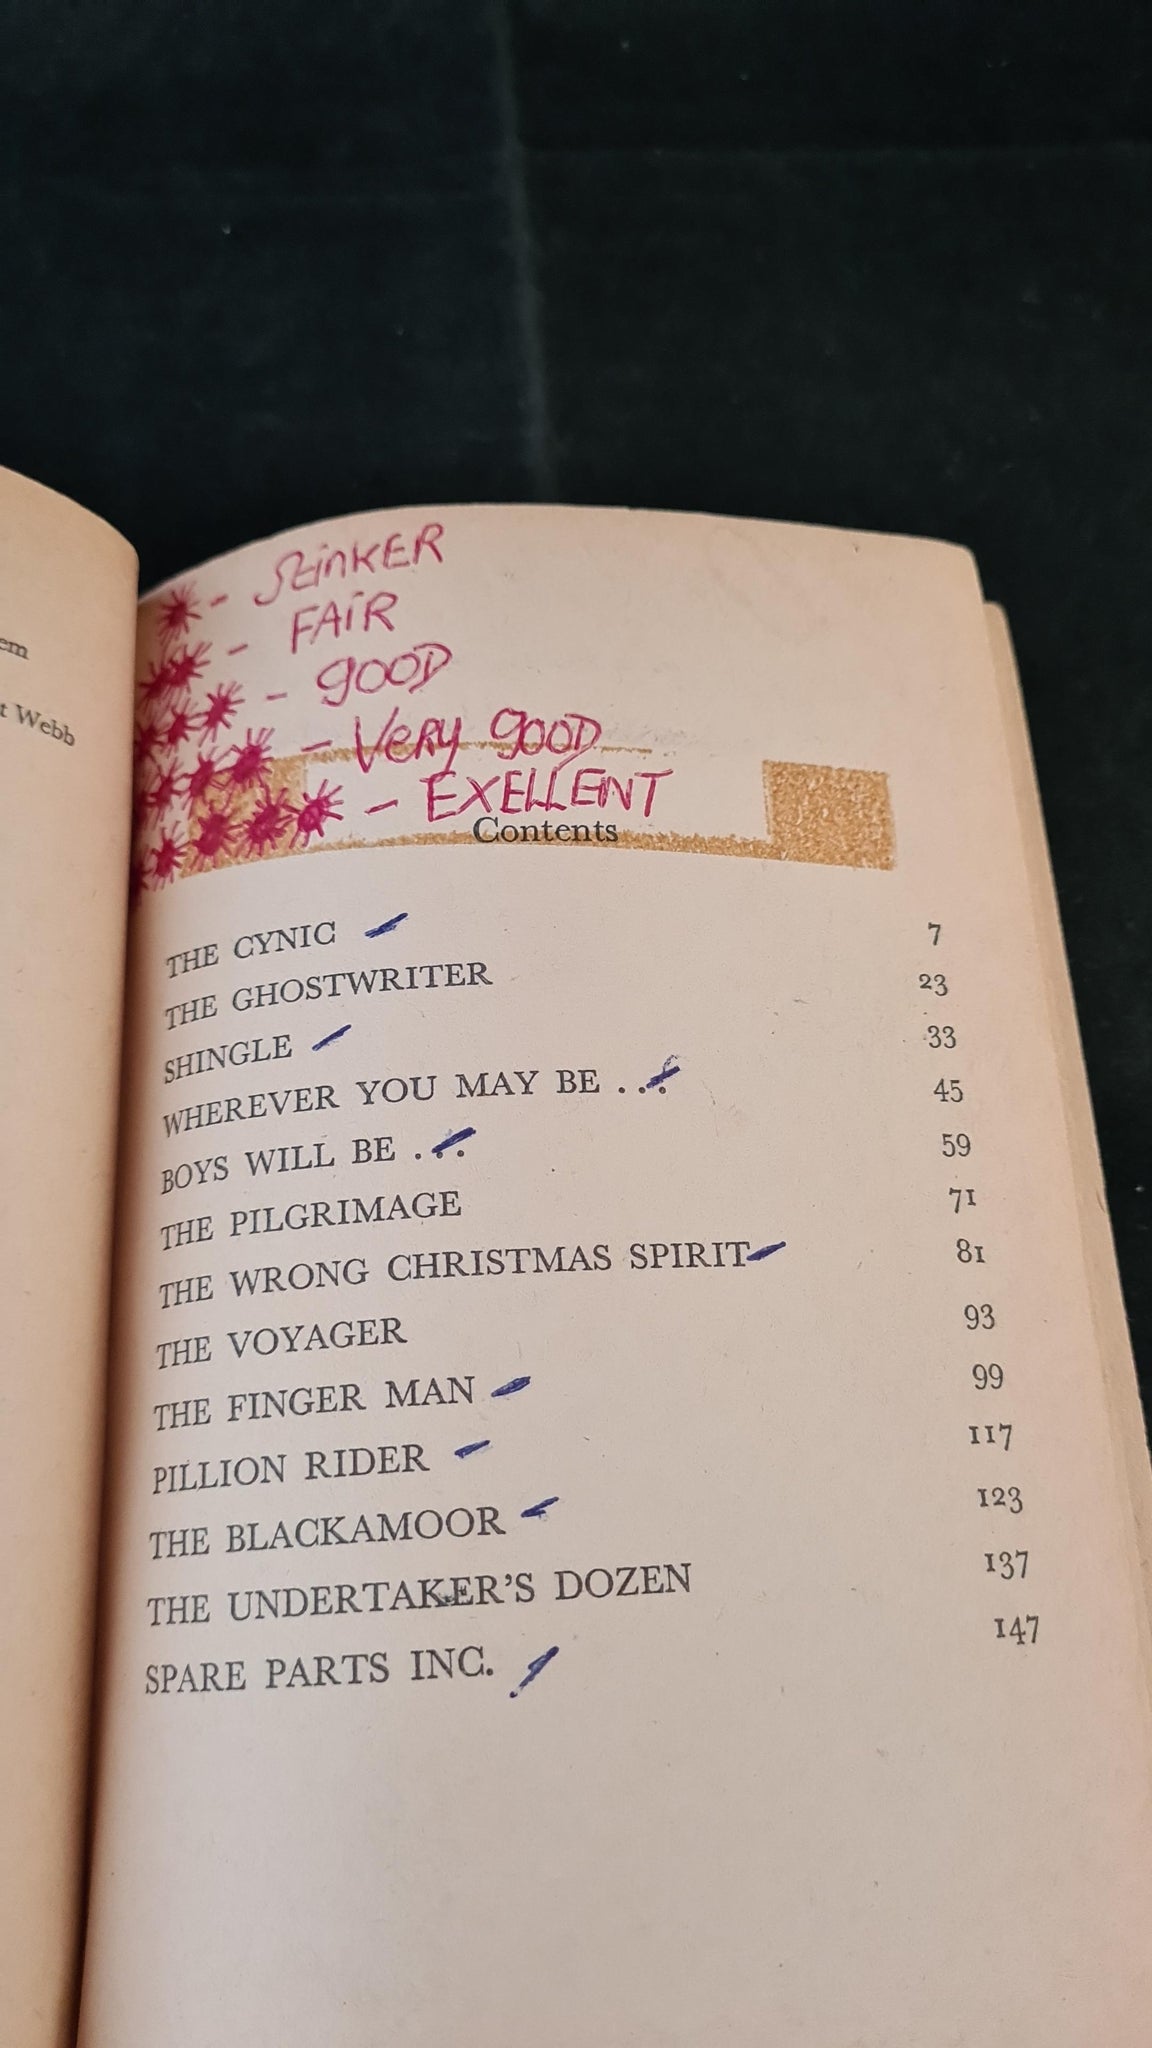 em
t Webb
- STINKER
- FAIR
- GOOD
- VERY GOOD
- EXELLENT
Contents
THE CYNIC 7
THE GHOSTWRITER 23
SHINGLE 33
WHEREVER YOU MAY BE ... 45
BOYS WILL BE ... 59
THE PILGRIMAGE 71
THE WRONG CHRISTMAS SPIRIT 81
THE VOYAGER 93
THE FINGER MAN 99
PILLION RIDER 117
THE BLACKAMOOR 123
THE UNDERTAKER'S DOZEN 137
SPARE PARTS INC. 147